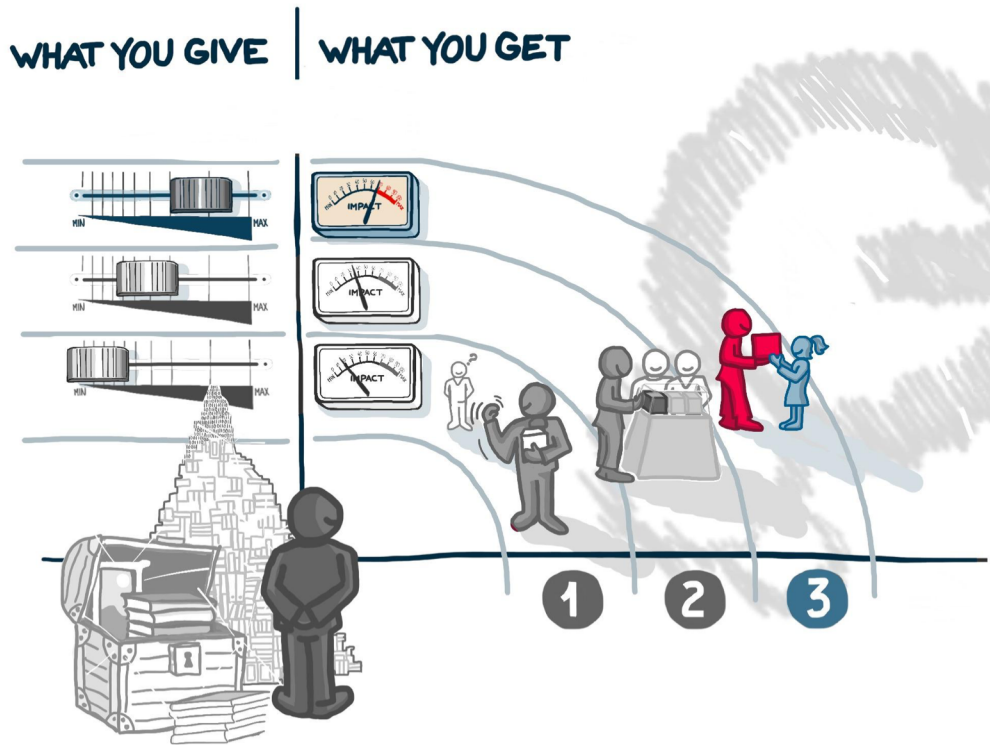 WHAT YOU GIVE
WHAT YOU GET
MIN
MAX
IMPACT
MIN
MAX
IMPACT
MIN
MAX
IMPACT
?
1
2
3